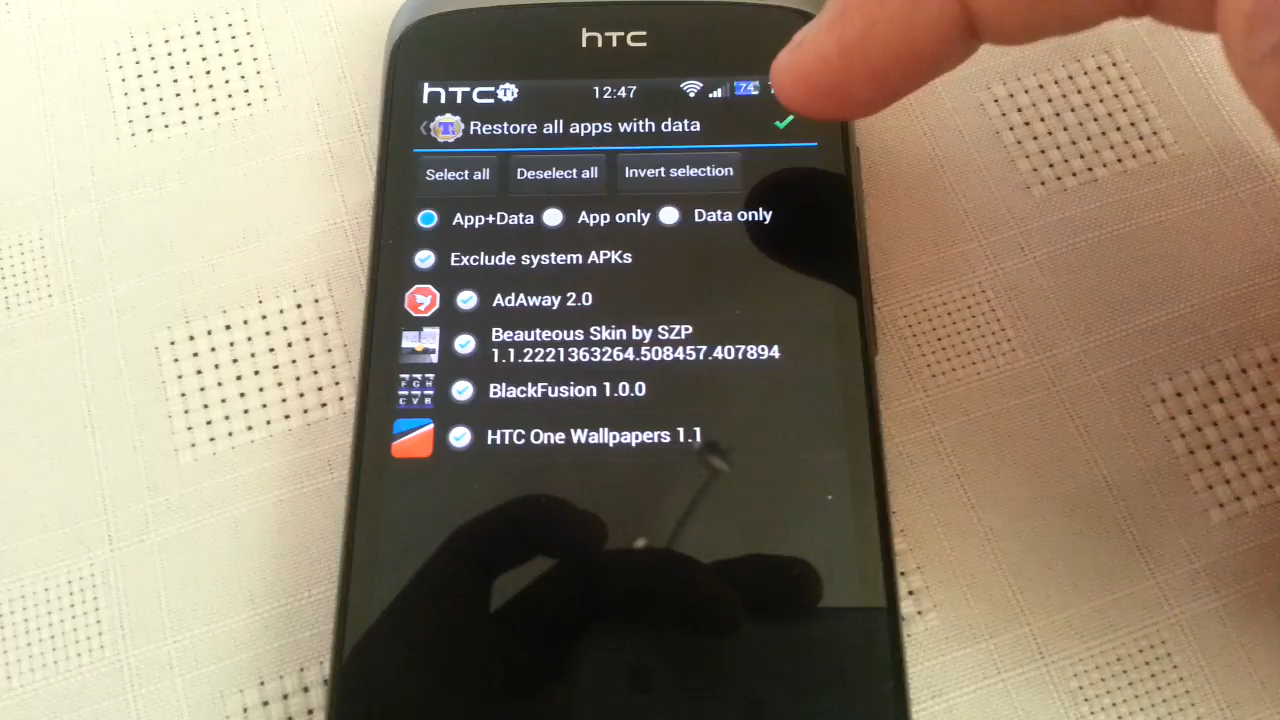 hTC
hTC 12:47 74
Restore all apps with data
Select all Deselect all Invert selection
App+Data App only Data only
Exclude system APKs
AdAway 2.0
Beauteous Skin by SZP
1.1.2221363264.508457.407894
F G H
C V B
BlackFusion 1.0.0
HTC One Wallpapers 1.1